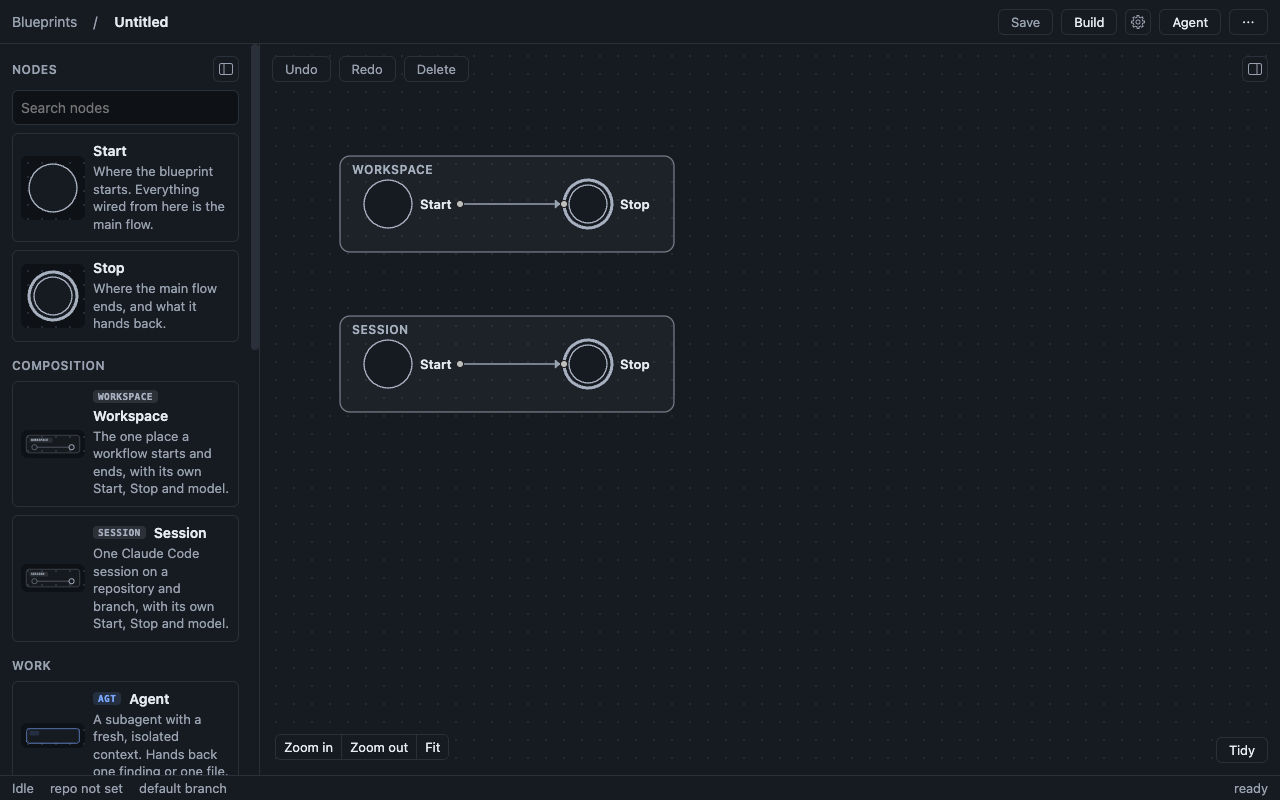 Blueprints / Untitled
Save
Build
Agent
...
NODES
Undo
Redo
Delete
Search nodes
Start
Where the blueprint
starts. Everything
wired from here is the
main flow.
Stop
Where the main flow
ends, and what it
hands back.
COMPOSITION
WORKSPACE
Workspace
The one place a
workflow starts and
ends, with its own
Start, Stop and model.
SESSION Session
One Claude Code
session on a
repository and
branch, with its own
Start, Stop and model.
WORK
AGT Agent
A subagent with a
fresh, isolated
context. Hands back
one finding or one file.
WORKSPACE
Start
Stop
SESSION
Start
Stop
Zoom in
Zoom out
Fit
Tidy
Idle
repo not set
default branch
ready